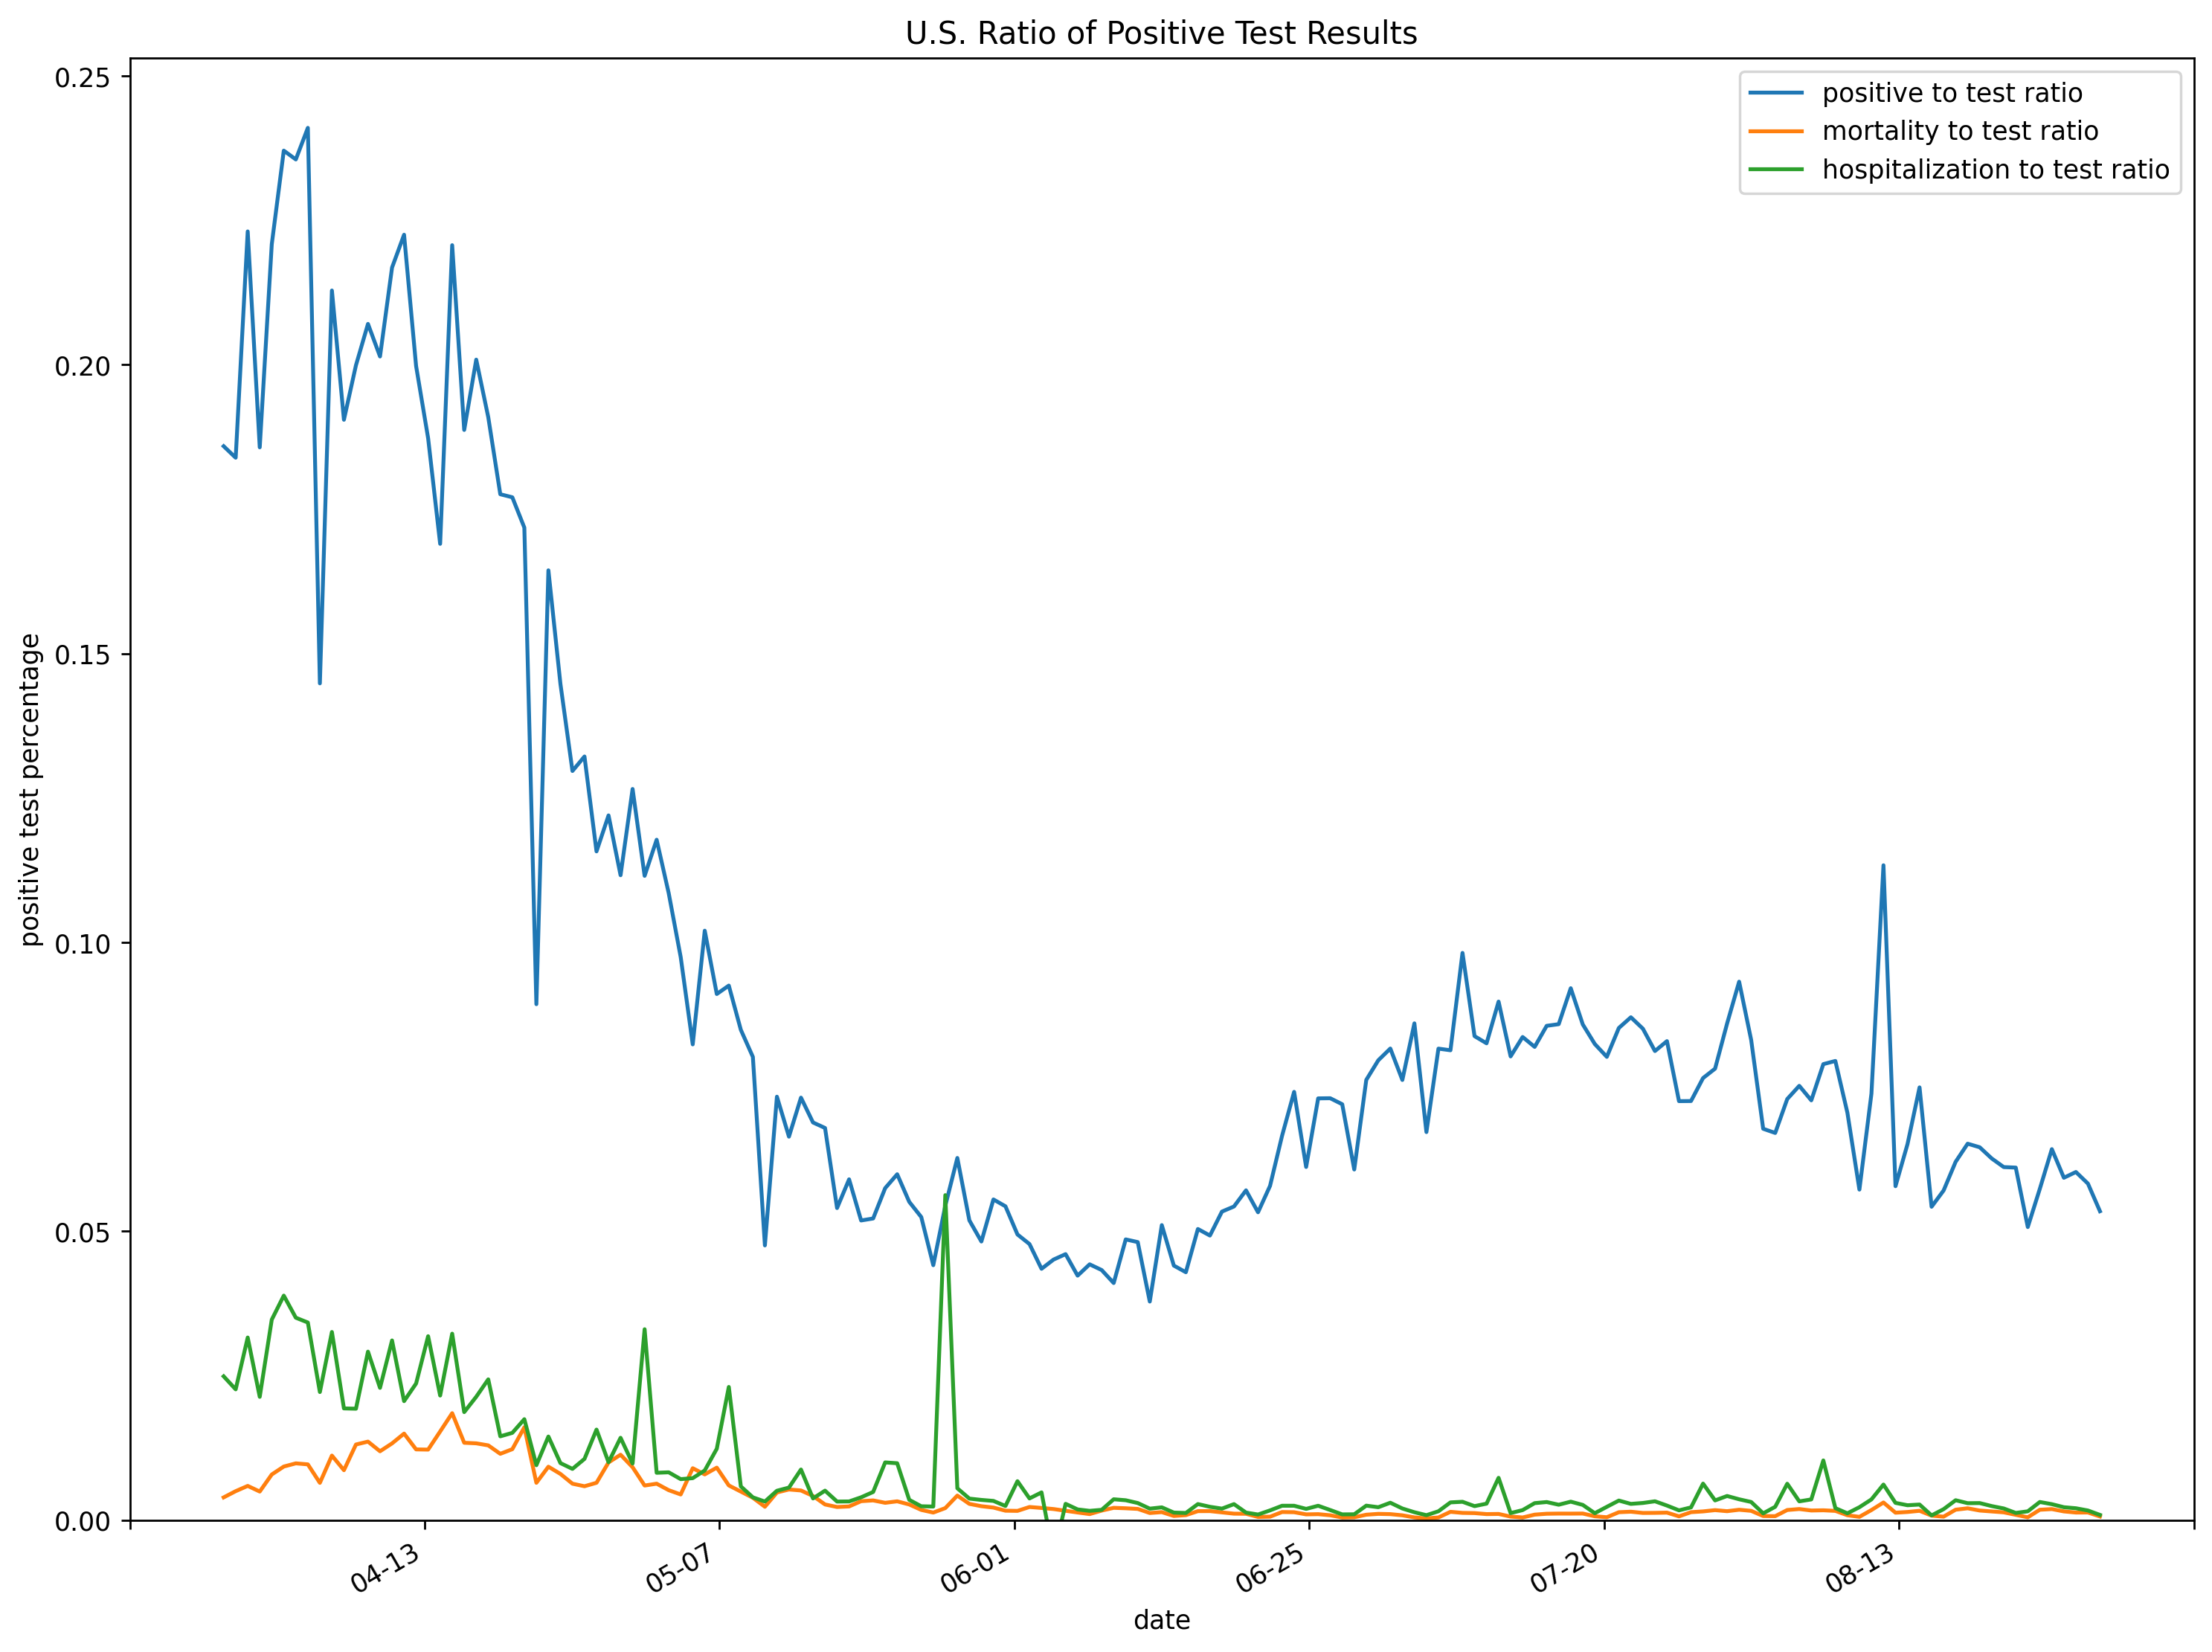 U.S. Ratio of Positive Test Results
positive to test ratio
mortality to test ratio
hospitalization to test ratio
positive test percentage
0.25
0.20
0.15
0.10
0.05
0.00
04-13
05-07
06-01
06-25
07-20
08-13
date